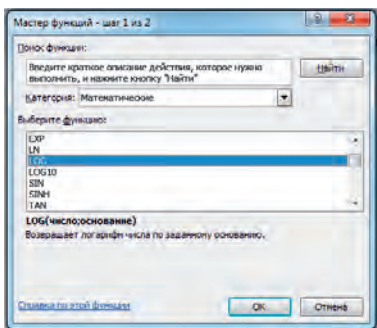 Мастер функций - шаг 1 из 2
Поиск функции:
Введите краткое описание действия, которое нужно
выполнить, и нажмите кнопку "Найти"
Найти
Категория: Математические
Выберите функцию:
EXP
LN
LOG
LOG10
SIN
SINH
TAN
LOG(число;основание)
Возвращает логарифм числа по заданному основанию.
Справка по этой функции
ОК
Отмена